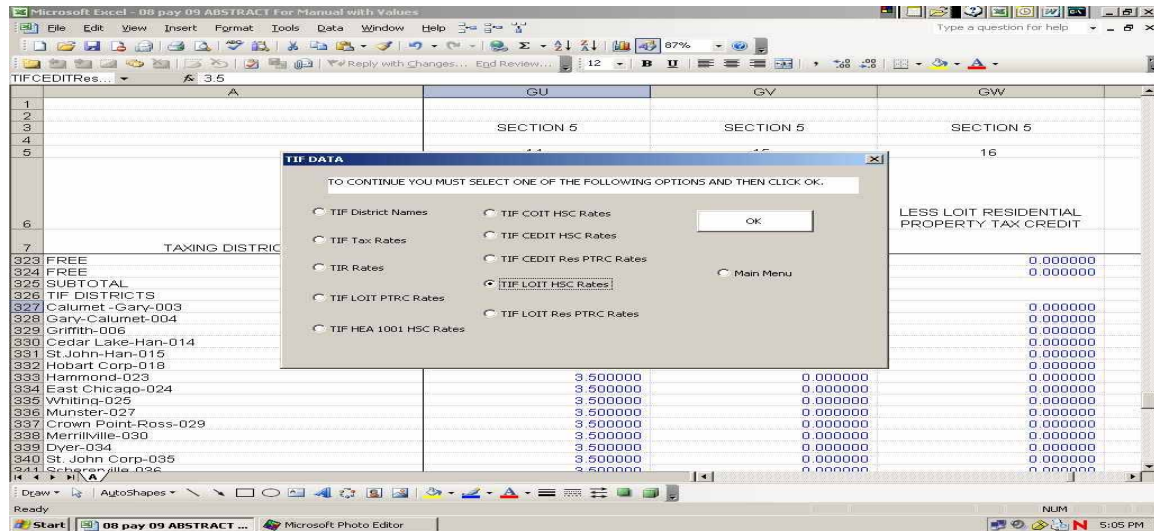 Microsoft Excel - 08 pay 09 ABSTRACT For Manual with Values
File Edit View Insert Format Tools Data Window Help
Type a question for help
87%
Reply with Changes... End Review...
12
B U
TIFCEDITRes...
fx 3.5
A GU GV GW
1
2
3 SECTION 5 SECTION 5 SECTION 5
4
5 16
6 LESS LOIT RESIDENTIAL
PROPERTY TAX CREDIT
7 TAXING DISTRIC
TIF DATA
TO CONTINUE YOU MUST SELECT ONE OF THE FOLLOWING OPTIONS AND THEN CLICK OK.
TIF District Names
TIF Tax Rates
TIR Rates
TIF LOIT PTRC Rates
TIF HEA 1001 HSC Rates
TIF COIT HSC Rates
TIF CEDIT HSC Rates
TIF CEDIT Res PTRC Rates
TIF LOIT HSC Rates
TIF LOIT Res PTRC Rates
OK
Main Menu
323 FREE 0.000000
324 FREE 0.000000
325 SUBTOTAL
326 TIF DISTRICTS
327 Calumet -Gary-003 0.000000
328 Gary-Calumet-004 0.000000
329 Griffith-006 0.000000
330 Cedar Lake-Han-014 0.000000
331 St.John-Han-015 0.000000
332 Hobart Corp-018 0.000000
333 Hammond-023 3.500000 0.000000 0.000000
334 East Chicago-024 3.500000 0.000000 0.000000
335 Whiting-025 3.500000 0.000000 0.000000
336 Munster-027 3.500000 0.000000 0.000000
337 Crown Point-Ross-029 3.500000 0.000000 0.000000
338 Merrillville-030 3.500000 0.000000 0.000000
339 Dyer-034 3.500000 0.000000 0.000000
340 St. John Corp-035 3.500000 0.000000 0.000000
341 Schererville-036 3.500000 0.000000 0.000000
A
Draw AutoShapes
Ready
NUM
Start 08 pay 09 ABSTRACT ... Microsoft Photo Editor 5:05 PM